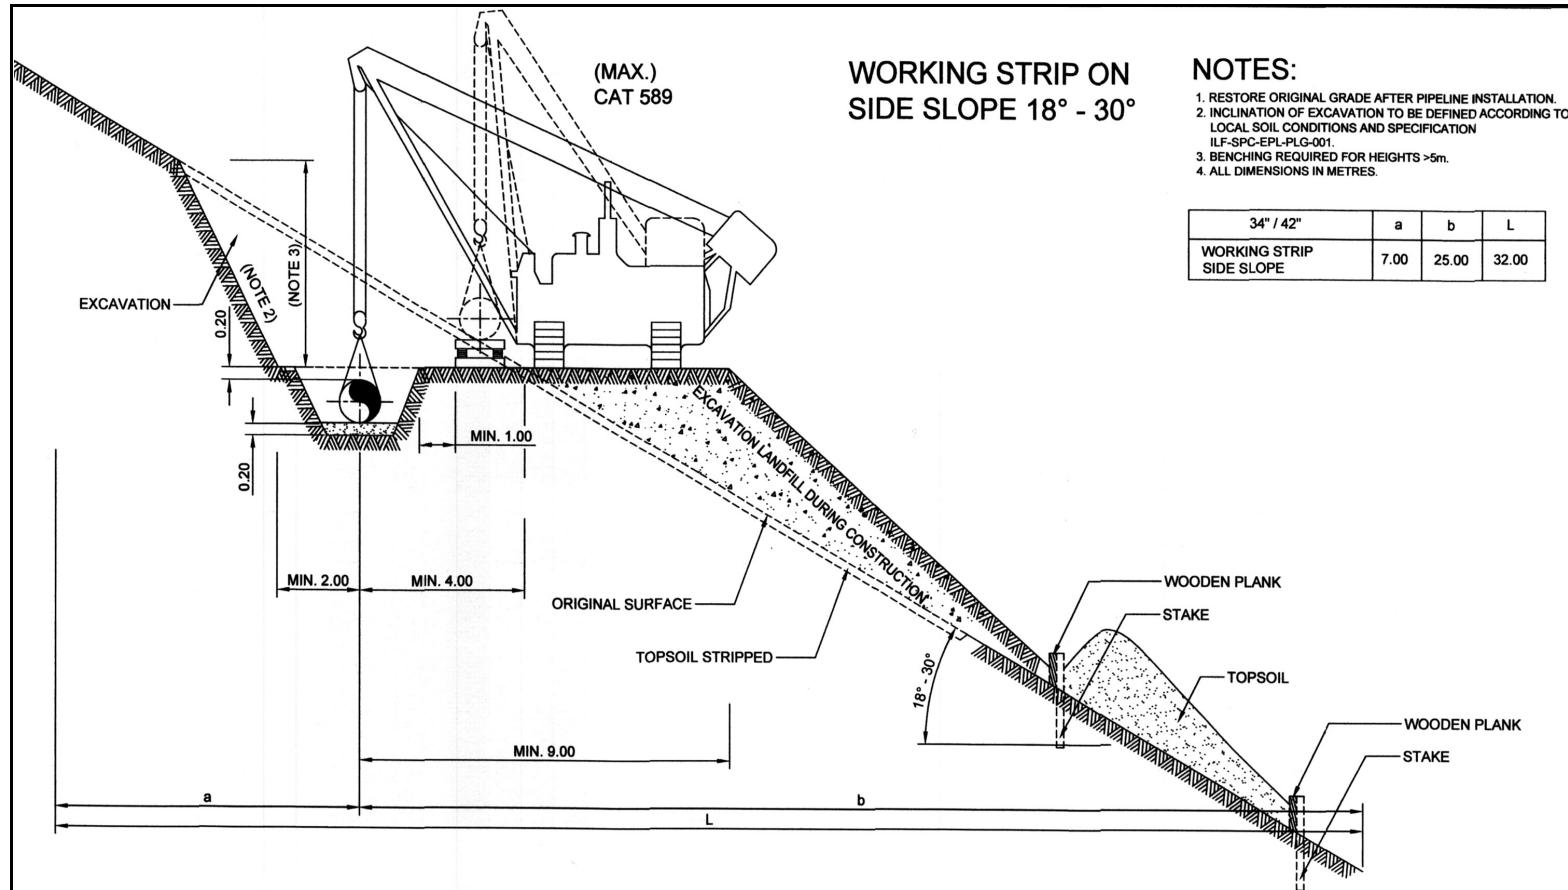 (MAX.)
CAT 589
WORKING STRIP ON
SIDE SLOPE 18° - 30°
NOTES:
1. RESTORE ORIGINAL GRADE AFTER PIPELINE INSTALLATION.
2. INCLINATION OF EXCAVATION TO BE DEFINED ACCORDING TO
LOCAL SOIL CONDITIONS AND SPECIFICATION
ILF-SPC-EPL-PLG-001.
3. BENCHING REQUIRED FOR HEIGHTS >5m.
4. ALL DIMENSIONS IN METRES.
34" / 42" a b L
WORKING STRIP
SIDE SLOPE 7.00 25.00 32.00
EXCAVATION
(NOTE 2)
(NOTE 3)
0.20
0.20
MIN. 1.00
EXCAVATION LANDFILL DURING CONSTRUCTION
MIN. 2.00
MIN. 4.00
ORIGINAL SURFACE
TOPSOIL STRIPPED
18° - 30°
WOODEN PLANK
STAKE
TOPSOIL
WOODEN PLANK
STAKE
MIN. 9.00
a
b
L